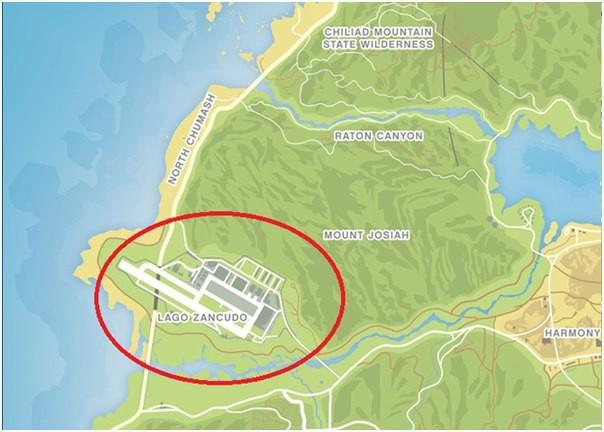 CHILIAD MOUNTAIN
STATE WILDERNESS
NORTH CHUMASH
RATON CANYON
MOUNT JOSIAH
LAGO ZANCUDO
HARMONY